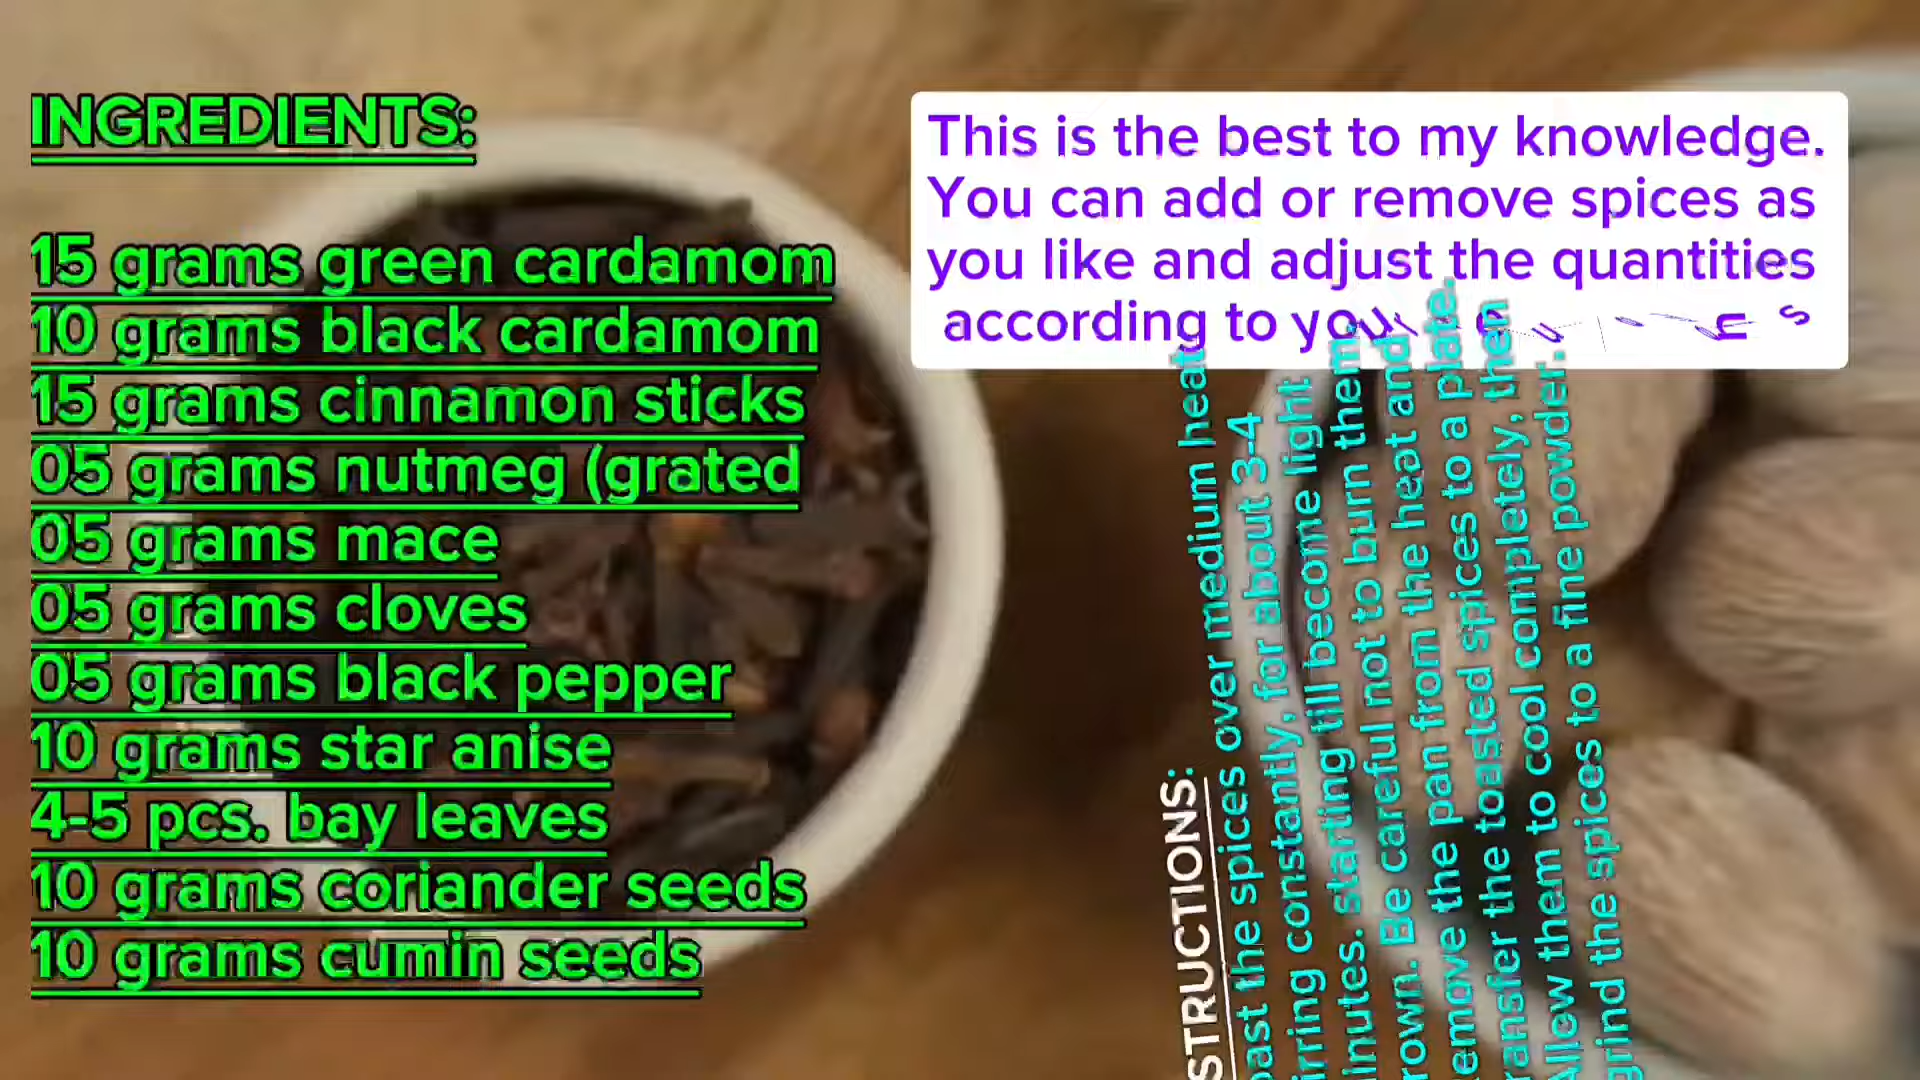 INGREDIENTS:
15 grams green cardamom
10 grams black cardamom
15 grams cinnamon sticks
05 grams nutmeg (grated
05 grams mace
05 grams cloves
05 grams black pepper
10 grams star anise
4-5 pcs. bay leaves
10 grams coriander seeds
10 grams cumin seeds
This is the best to my knowledge.
You can add or remove spices as
you like and adjust the quantities
according to
STRUCTIONS:
oast the spices over medium heat,
irring constantly, for about 3-4
inutes. starting till become light
rown. Be careful not to burn them.
emove the pan from the heat and
ransfer the toasted spices to a plate.
Allow them to cool completely, then
grind the spices to a fine powder.